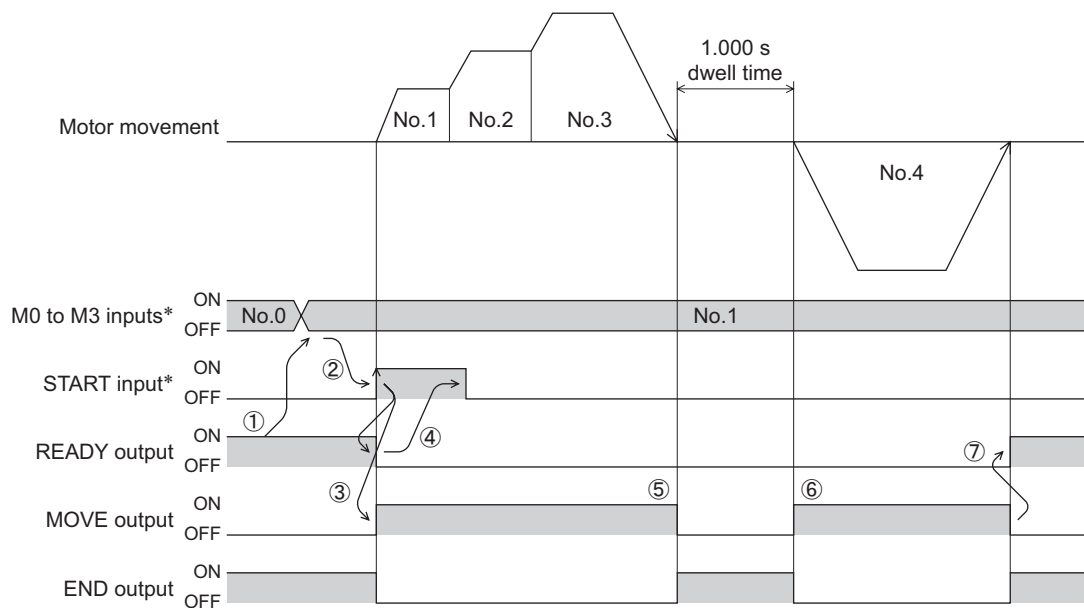 1.000 s
dwell time
Motor movement
No.1
No.2
No.3
No.4
M0 to M3 inputs*
ON
OFF
No.0
No.1
START input*
ON
OFF
②
①
④
READY output
ON
OFF
⑦
③
⑤
⑥
MOVE output
ON
OFF
END output
ON
OFF